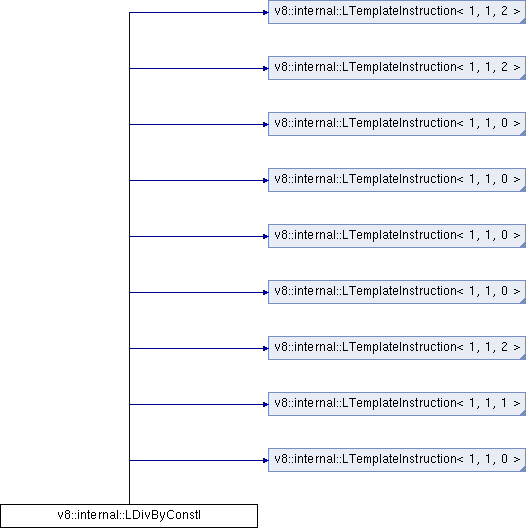 v8::internal::LTemplateInstruction< 1, 1, 2 >
v8::internal::LTemplateInstruction< 1, 1, 2 >
v8::internal::LTemplateInstruction< 1, 1, 0 >
v8::internal::LTemplateInstruction< 1, 1, 0 >
v8::internal::LTemplateInstruction< 1, 1, 0 >
v8::internal::LTemplateInstruction< 1, 1, 0 >
v8::internal::LTemplateInstruction< 1, 1, 2 >
v8::internal::LTemplateInstruction< 1, 1, 1 >
v8::internal::LTemplateInstruction< 1, 1, 0 >
v8::internal::LDivByConstI